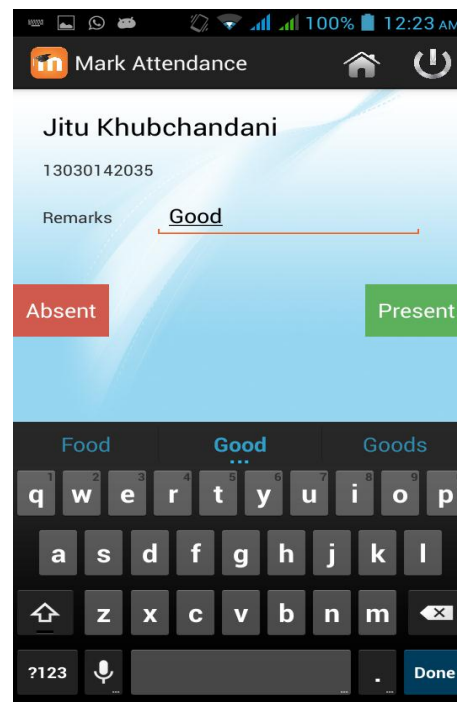 100% 12:23 AM
m Mark Attendance
Jitu Khubchandani
13030142035
Remarks Good
Absent Present
Food Good Goods
1 2 3 4 5 6 7 8 9
q w e r t y u i o p
a s d f g h j k l
z x c v b n m
?123 . Done